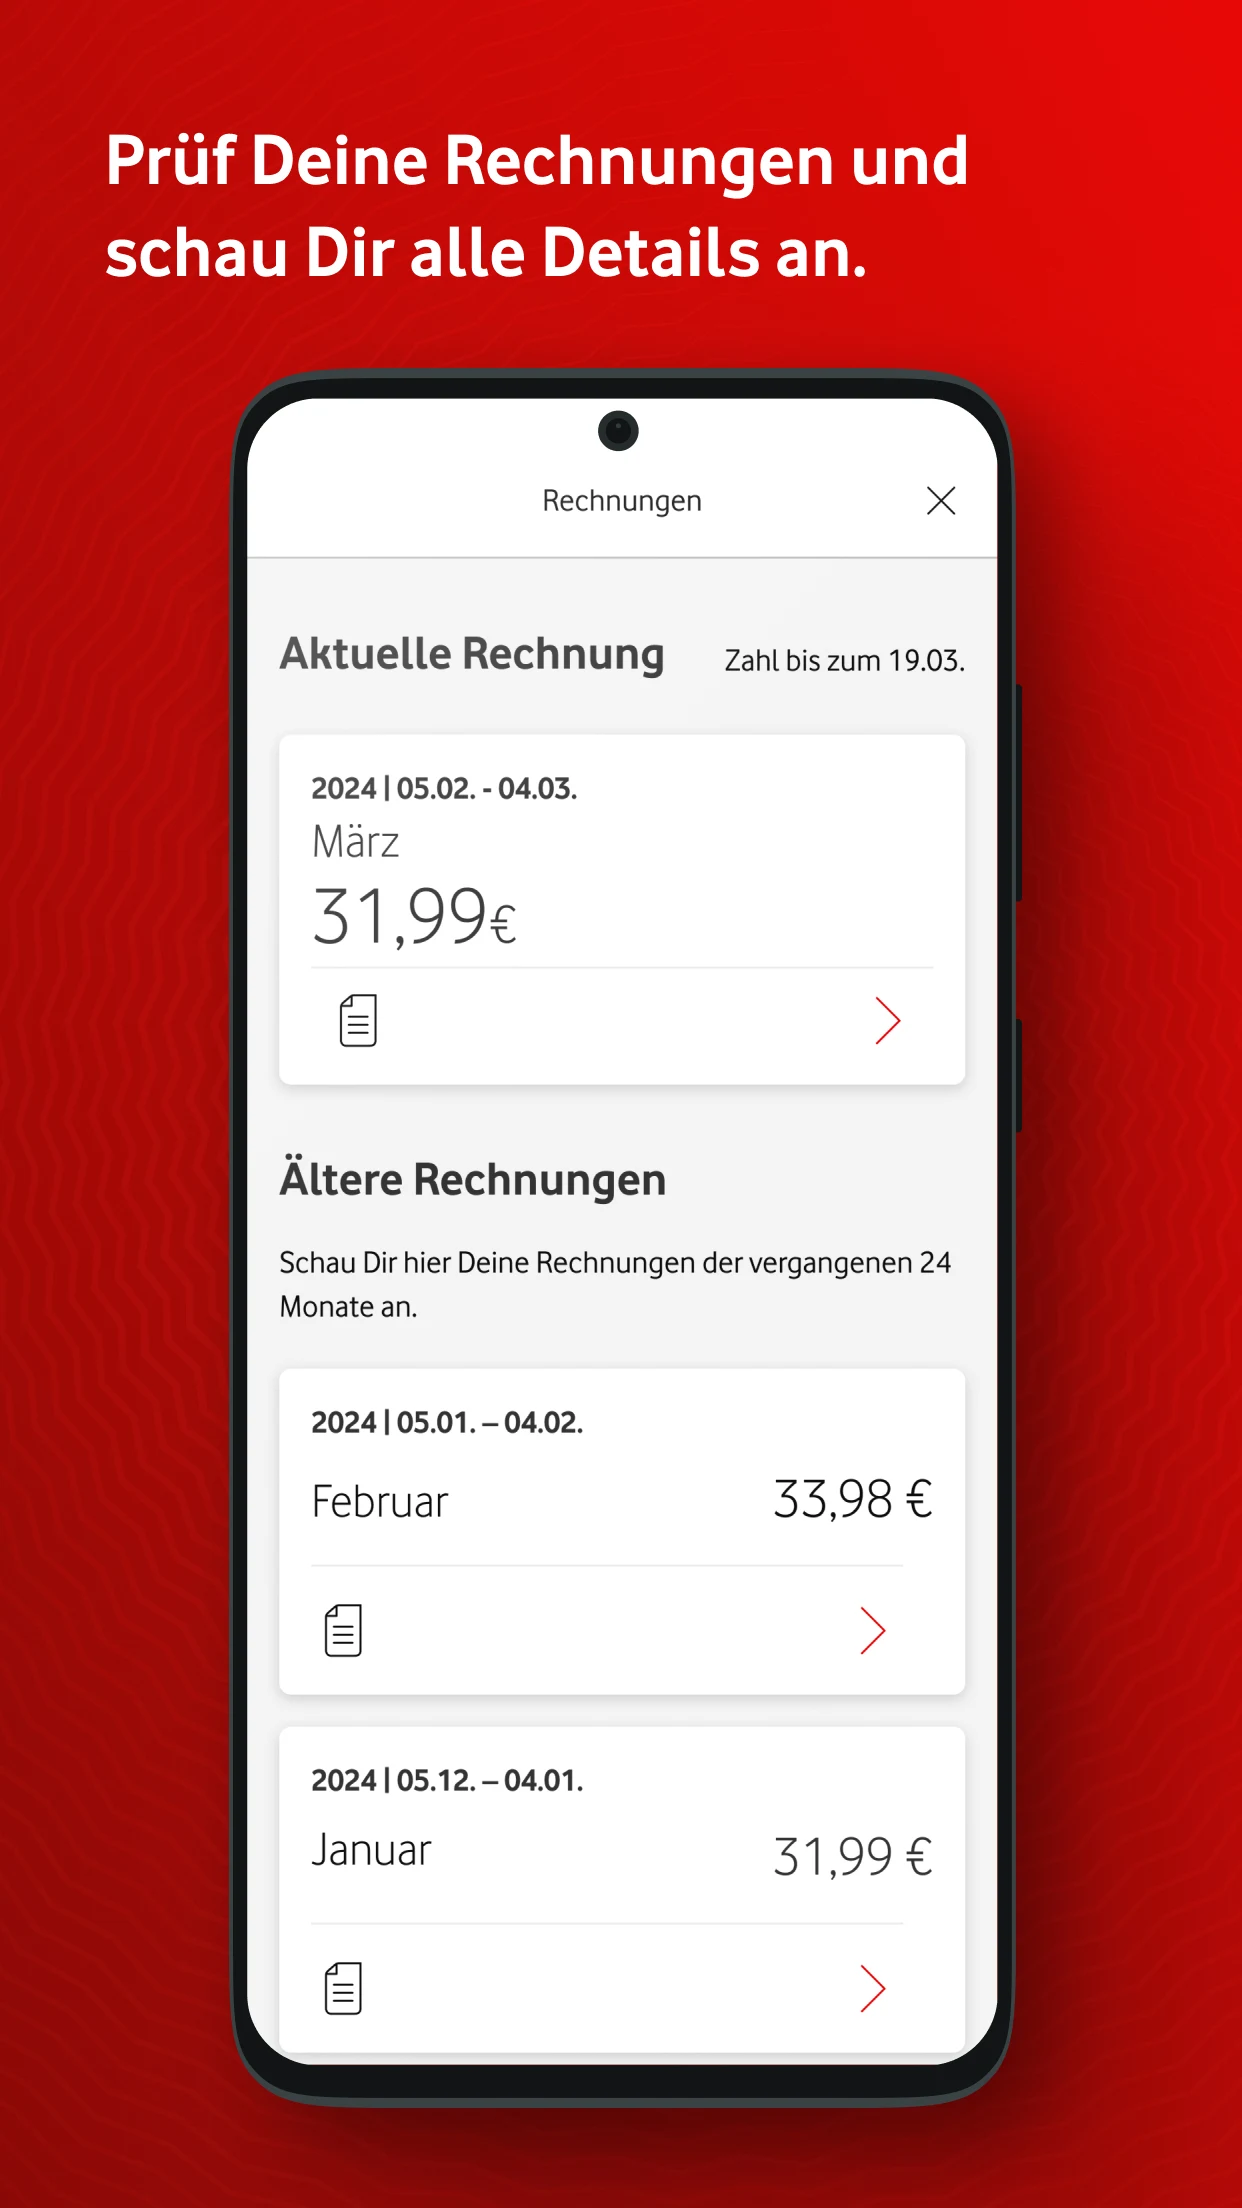 Prüf Deine Rechnungen und
schau Dir alle Details an.
Rechnungen
Aktuelle Rechnung
Zahl bis zum 19.03.
2024 | 05.02. - 04.03.
März
31,99€
Ältere Rechnungen
Schau Dir hier Deine Rechnungen der vergangenen 24
Monate an.
2024 | 05.01. – 04.02.
Februar
33,98 €
2024 | 05.12. – 04.01.
Januar
31,99 €